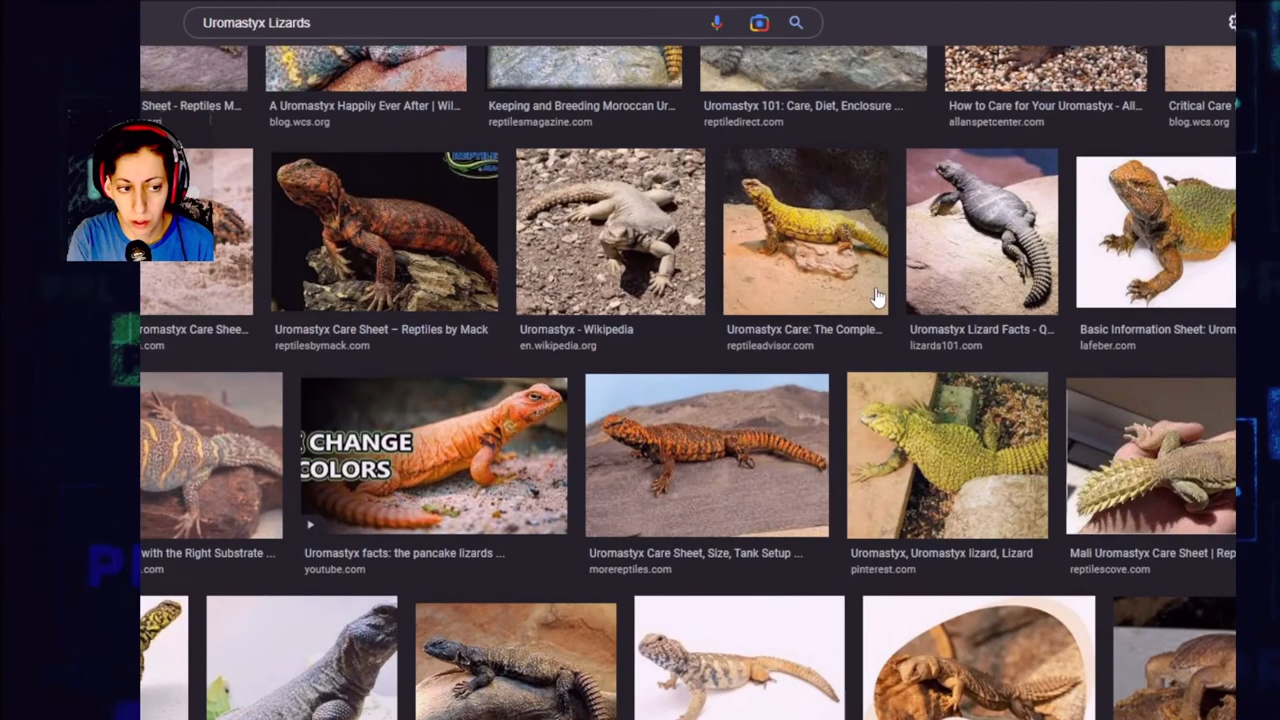 Uromastyx Lizards
Sheet - Reptiles M...
A Uromastyx Happily Ever After | Wil...
blog.wcs.org
Keeping and Breeding Moroccan Ur...
reptilesmagazine.com
Uromastyx 101: Care, Diet, Enclosure ...
reptiledirect.com
How to Care for Your Uromastyx - All...
allanspetcenter.com
Critical Care
blog.wcs.org
REPTILES
romastyx Care Shee...
.com
Uromastyx Care Sheet – Reptiles by Mack
reptilesbymack.com
Uromastyx - Wikipedia
en.wikipedia.org
Uromastyx Care: The Comple...
reptileadvisor.com
Uromastyx Lizard Facts - Q...
lizards101.com
Basic Information Sheet: Urom
lafeber.com
CHANGE
COLORS
with the Right Substrate ...
.com
Uromastyx facts: the pancake lizards ...
youtube.com
Uromastyx Care Sheet, Size, Tank Setup ...
morereptiles.com
Uromastyx, Uromastyx lizard, Lizard
pinterest.com
Mali Uromastyx Care Sheet | Rep
reptilescove.com